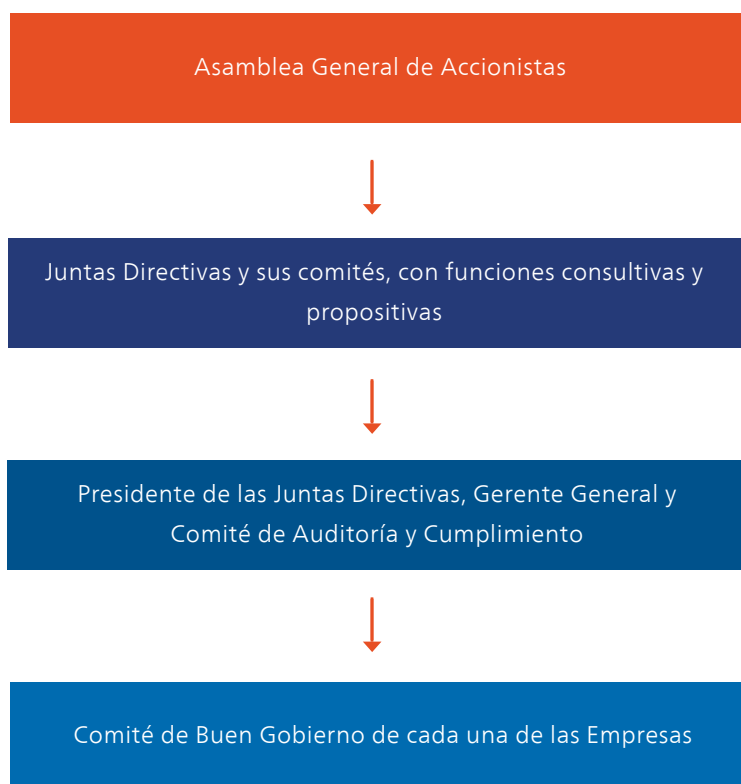 Asamblea General de Accionistas
Juntas Directivas y sus comités, con funciones consultivas y
propositivas
Presidente de las Juntas Directivas, Gerente General y
Comité de Auditoría y Cumplimiento
Comité de Buen Gobierno de cada una de las Empresas